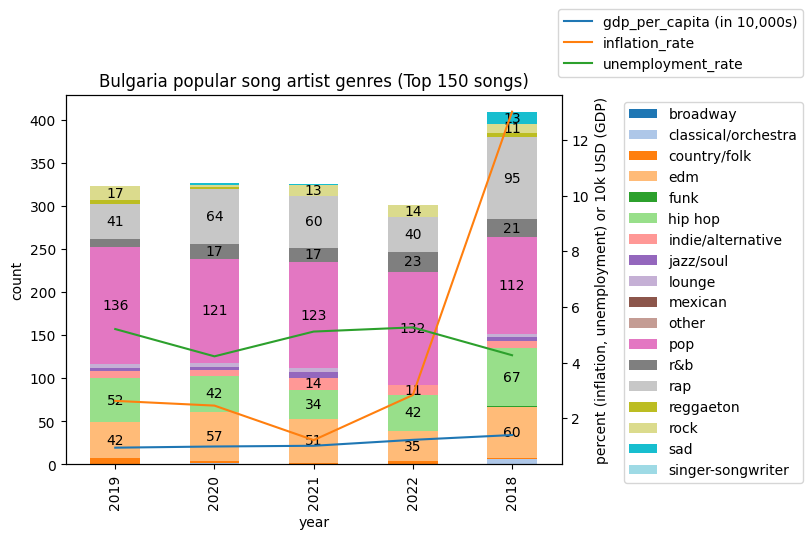 gdp_per_capita (in 10,000s)
inflation_rate
unemployment_rate
Bulgaria popular song artist genres (Top 150 songs)
400
350
300
250
200
150
100
50
0
count
17
41
136
52
42
64
17
121
42
57
13
60
17
123
14
34
51
14
40
23
132
11
42
35
13
11
95
21
112
67
60
12
10
8
6
4
2
percent (inflation, unemployment) or 10k USD (GDP)
2019
2020
2021
2022
2018
year
broadway
classical/orchestra
country/folk
edm
funk
hip hop
indie/alternative
jazz/soul
lounge
mexican
other
pop
r&b
rap
reggaeton
rock
sad
singer-songwriter